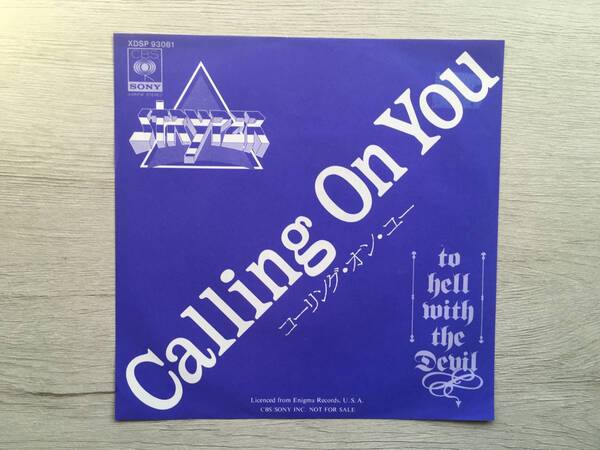 XDSP 93081
CBS
SONY
STRYPER
Calling On You
コーリング・オン・ユー
to
hell
with
the
Devil
Licenced from Enigma Records, U.S.A.
CBS/SONY INC. NOT FOR SALE